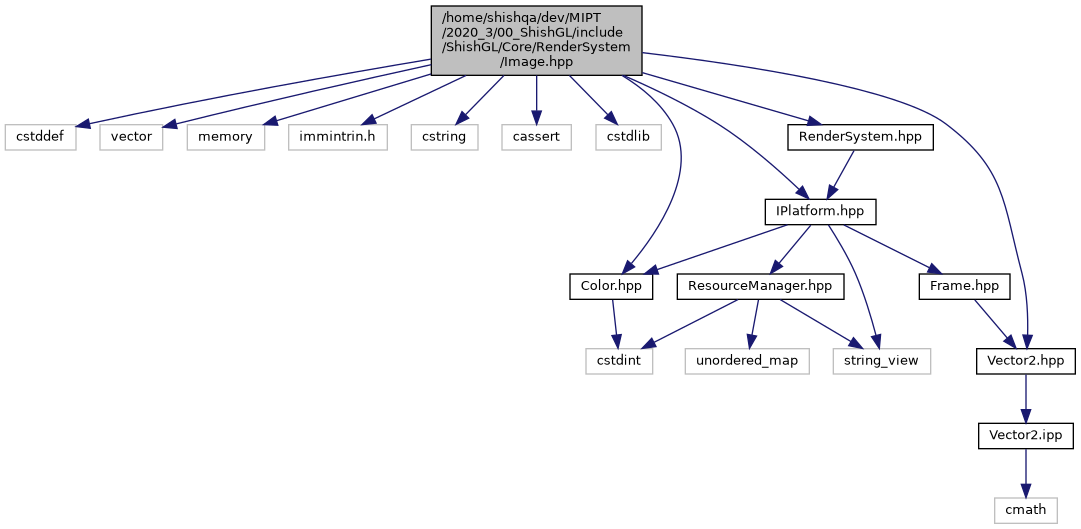 /home/shishqa/dev/MIPT
/2020_3/00_ShishGL/include
/ShishGL/Core/RenderSystem
/Image.hpp
cstddef
vector
memory
immintrin.h
cstring
cassert
cstdlib
RenderSystem.hpp
IPlatform.hpp
Color.hpp
ResourceManager.hpp
Frame.hpp
cstdint
unordered_map
string_view
Vector2.hpp
Vector2.ipp
cmath